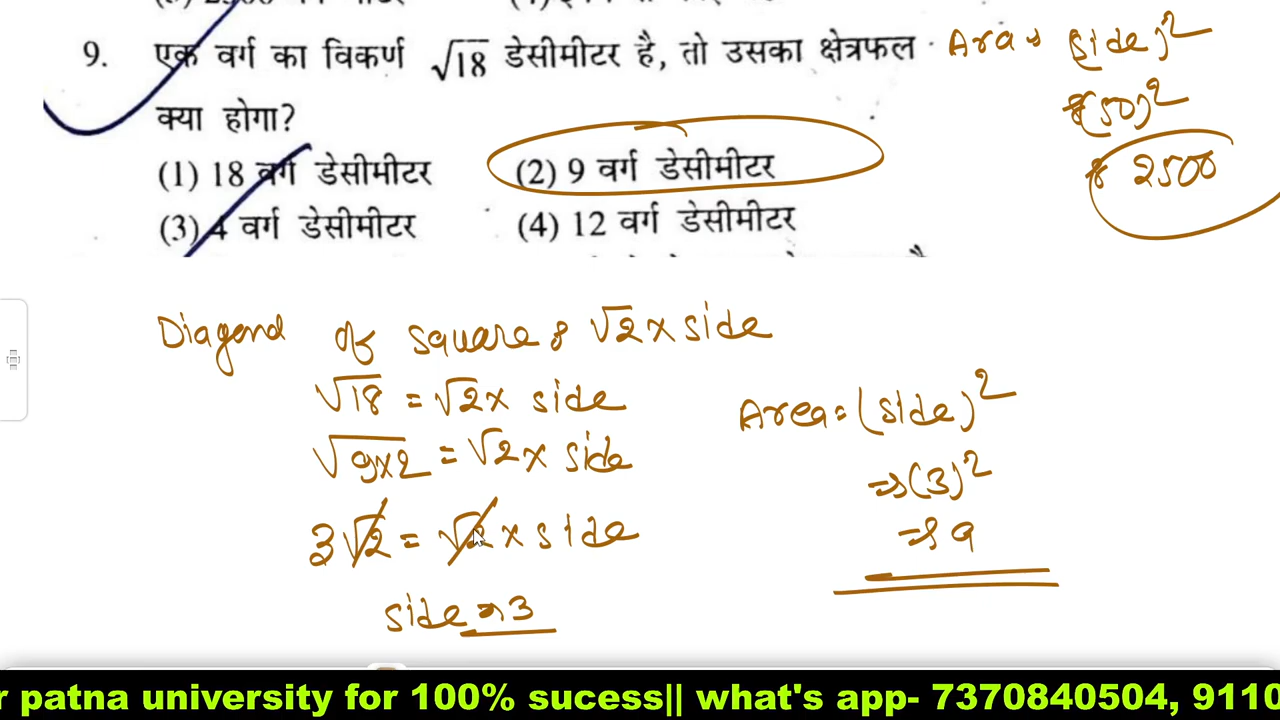 9. एक वर्ग का विकर्ण √18 डेसीमीटर है, तो उसका क्षेत्रफल
क्या होगा?
(1) 18 वर्ग डेसीमीटर (2) 9 वर्ग डेसीमीटर
(3) 4 वर्ग डेसीमीटर (4) 12 वर्ग डेसीमीटर
Area ⇒ (side)²
(50)²
2500
Diagonal of square √2 x side
√18 = √2 x side
√9x2 = √2 x side
3√2 = √2 x side
side ⇒ 3
Area = (side)²
⇒ (3)²
⇒ 9
r patna university for 100% sucess|| what's app- 7370840504, 9110